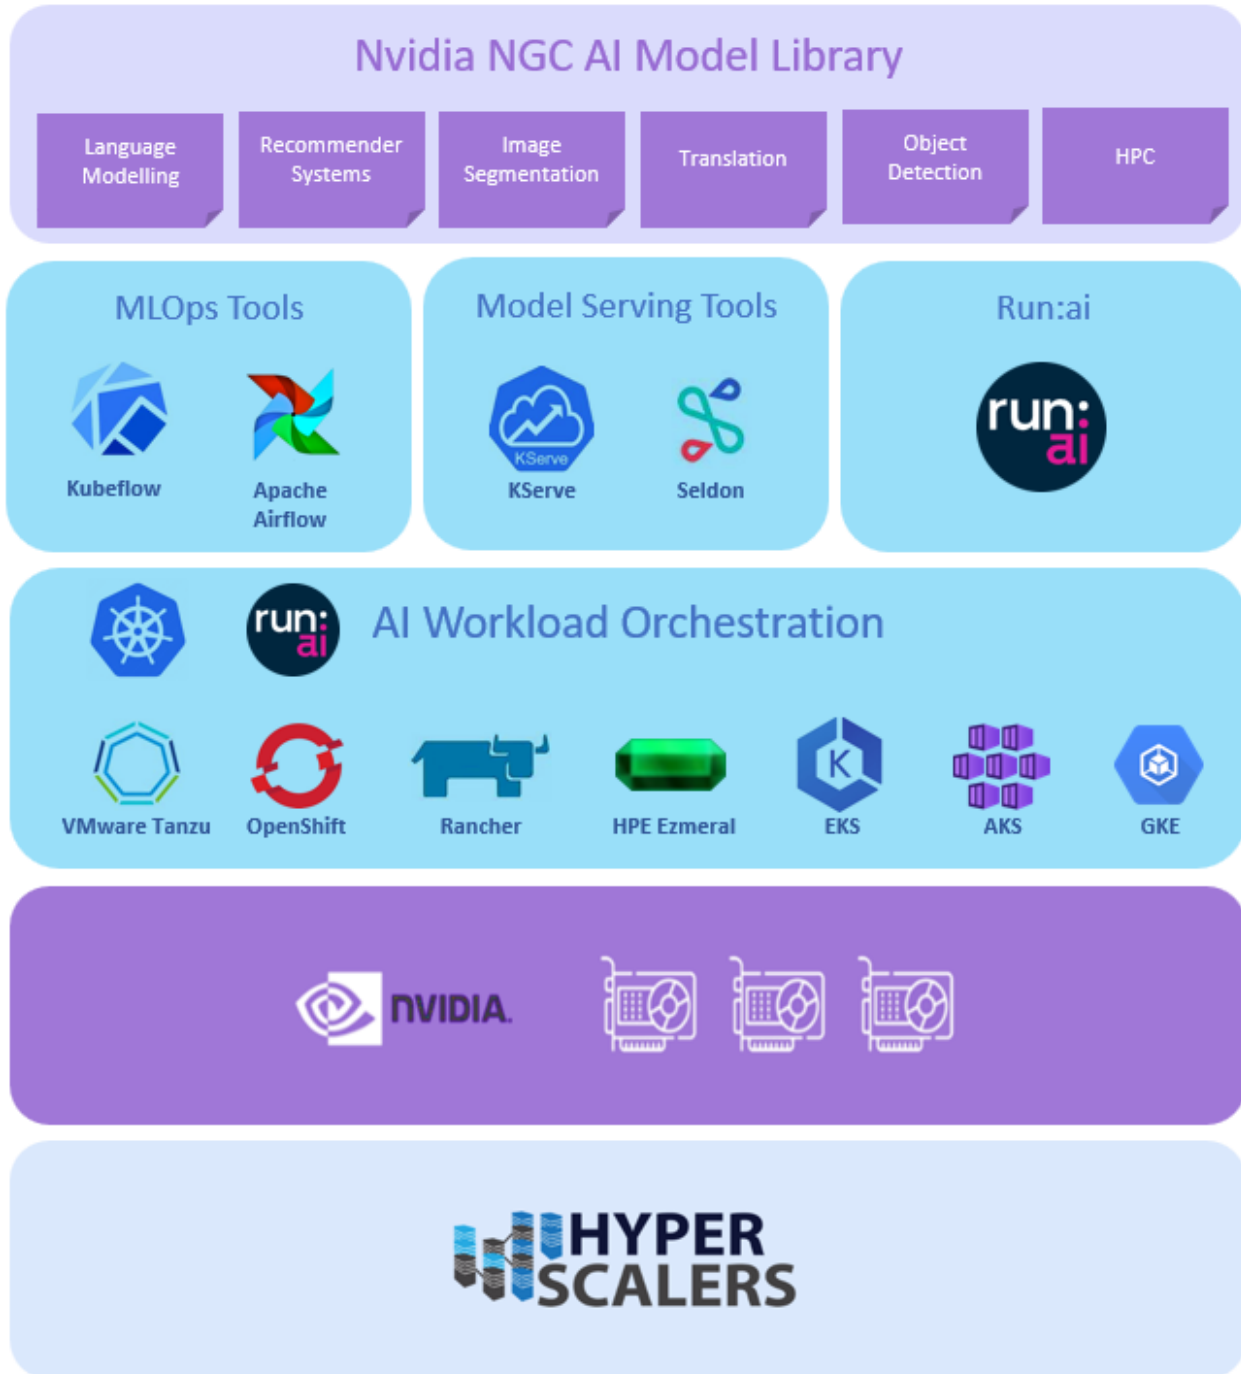 Nvidia NGC AI Model Library
Language
Modelling
Recommender
Systems
Image
Segmentation
Translation
Object
Detection
HPC
MLOps Tools
Kubeflow
Apache
Airflow
Model Serving Tools
KServe
KServe
Seldon
Run:ai
run:
ai
run:
ai
AI Workload Orchestration
VMware Tanzu
OpenShift
Rancher
HPE Ezmeral
K
EKS
AKS
GKE
NVIDIA.
HYPER
SCALERS